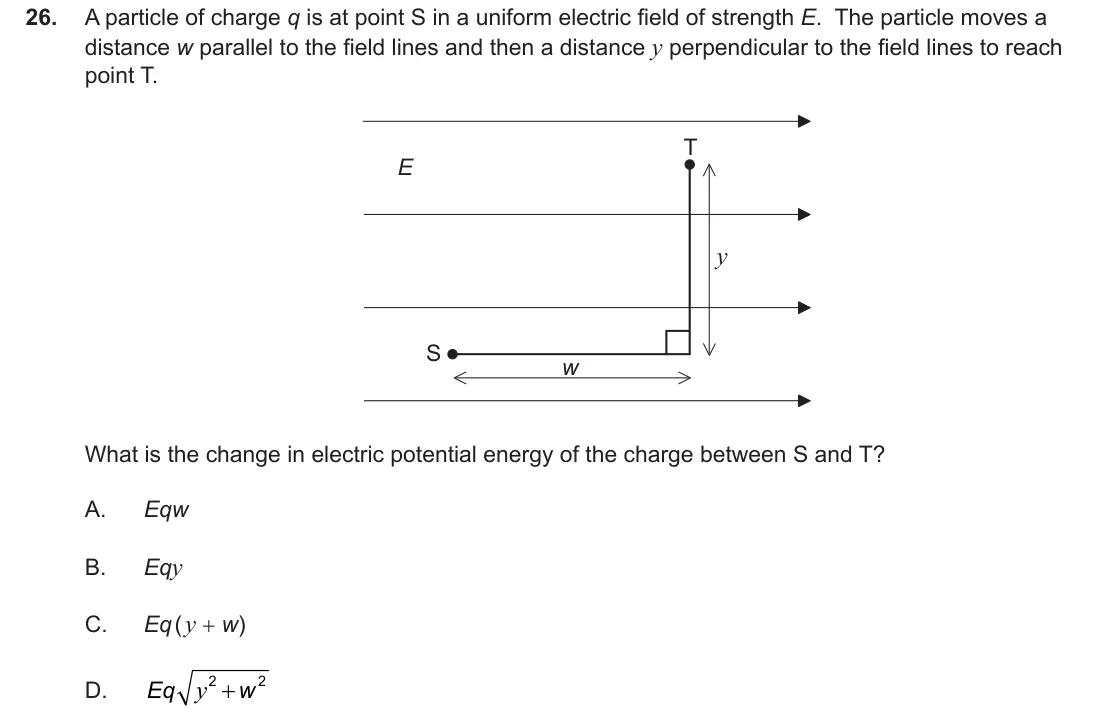 26. A particle of charge q is at point S in a uniform electric field of strength E. The particle moves a
distance w parallel to the field lines and then a distance y perpendicular to the field lines to reach
point T.
T
E
y
S
w
What is the change in electric potential energy of the charge between S and T?
A. Eqw
B. Eqy
C. Eq(y + w)
D. Eq√(y² + w²)